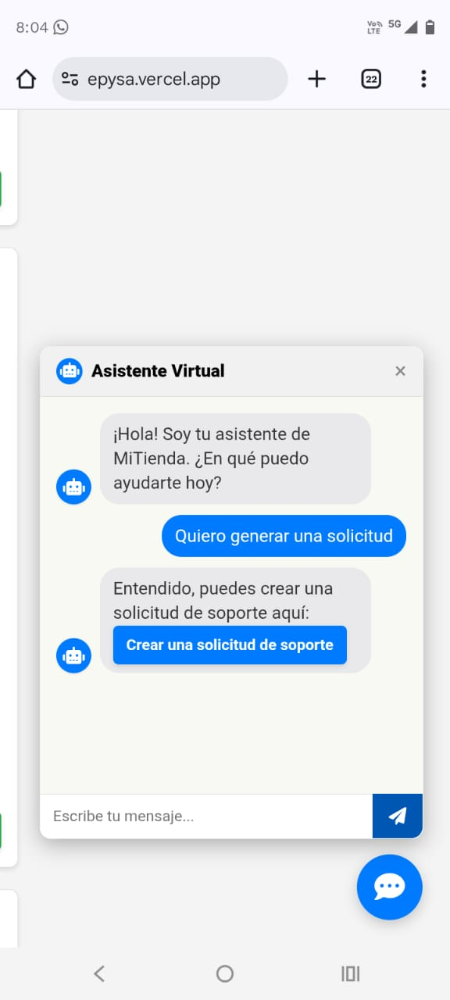 8:04
Vo LTE 5G
epysa.vercel.app
22
Asistente Virtual
×
¡Hola! Soy tu asistente de
MiTienda. ¿En qué puedo
ayudarte hoy?
Quiero generar una solicitud
Entendido, puedes crear una
solicitud de soporte aquí:
Crear una solicitud de soporte
Escribe tu mensaje...